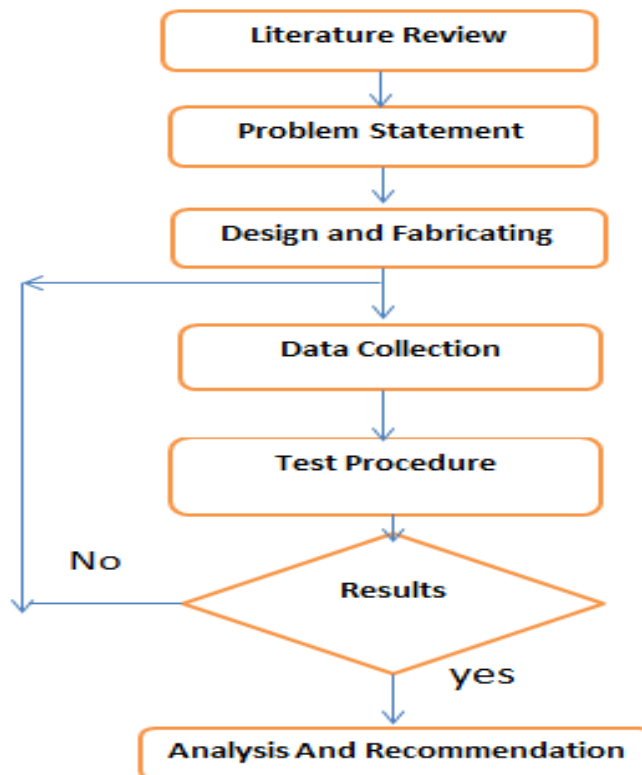 Literature Review
Problem Statement
Design and Fabricating
Data Collection
Test Procedure
No
Results
yes
Analysis And Recommendation